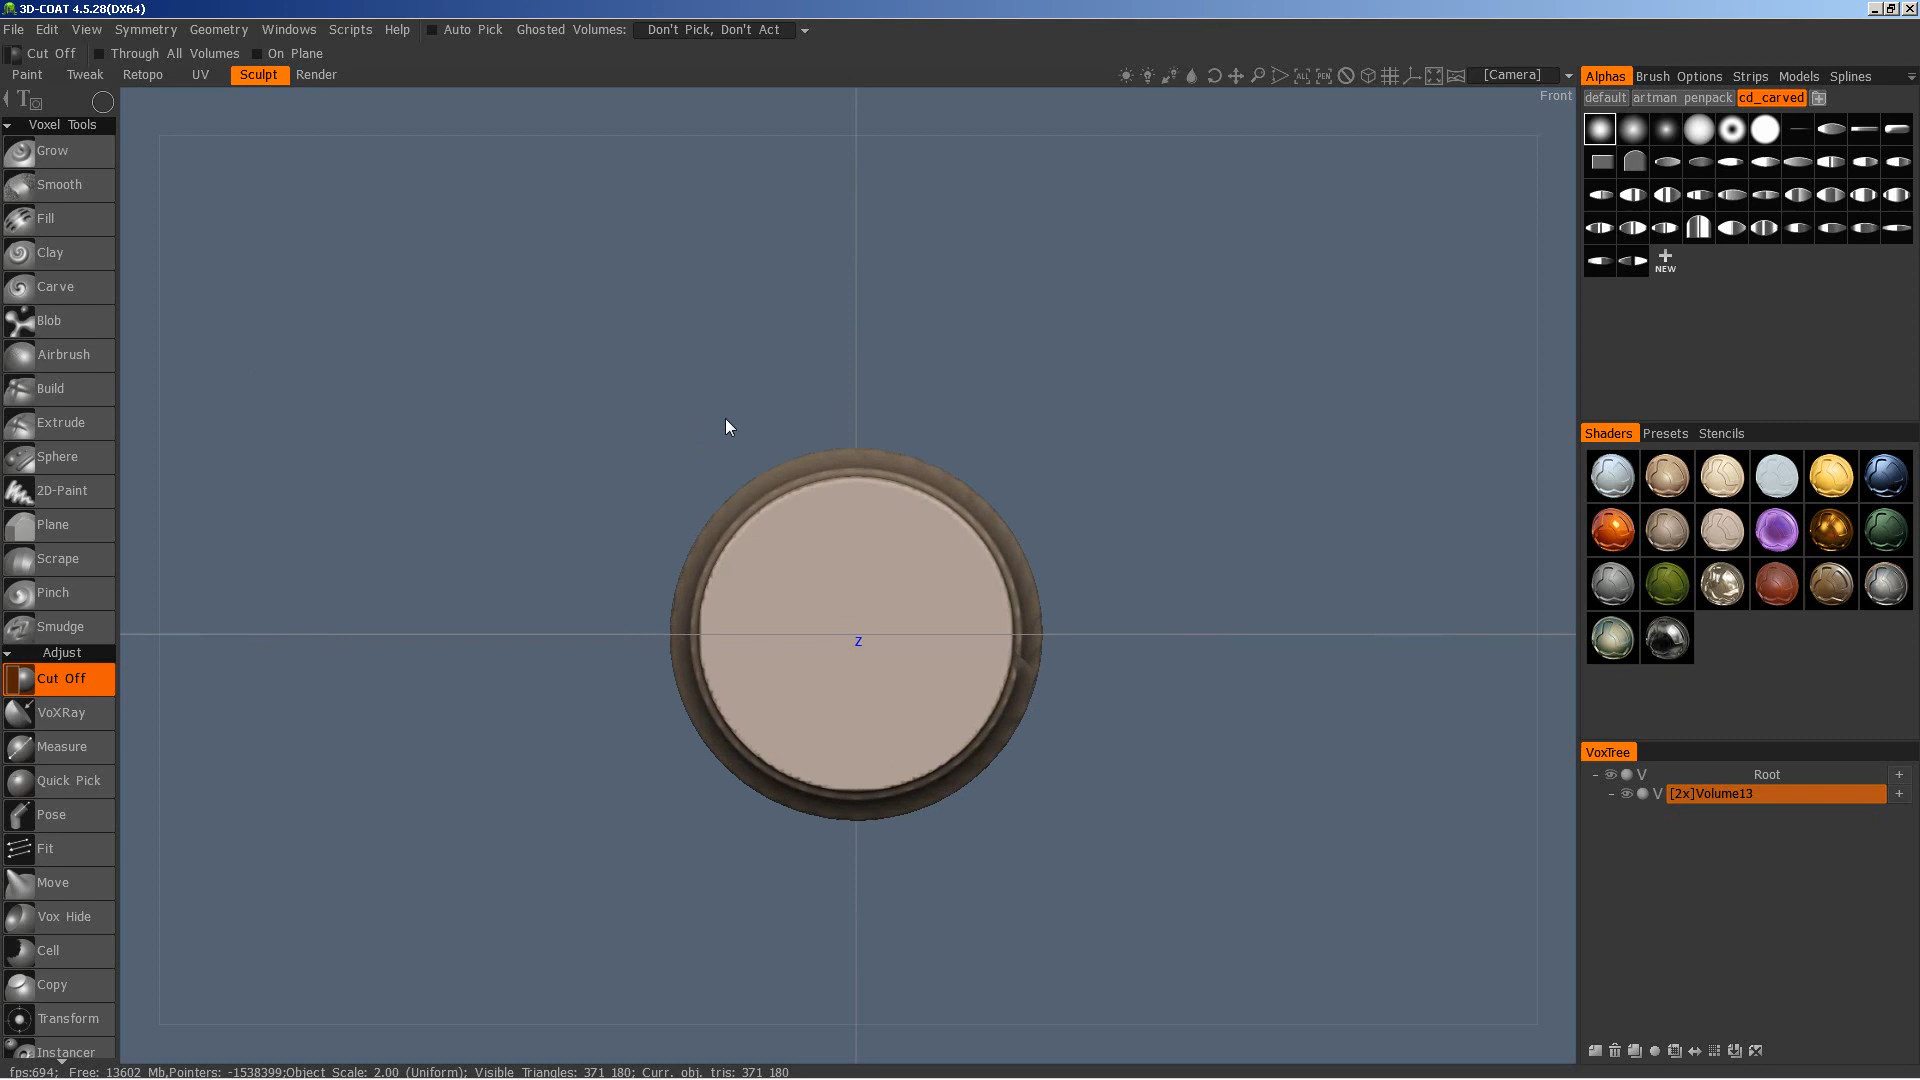 3D-COAT 4.5.28(DX64)
File Edit View Symmetry Geometry Windows Scripts Help Auto Pick Ghosted Volumes: Don't Pick, Don't Act
Cut Off Through All Volumes On Plane
Paint Tweak Retopo UV Sculpt Render ALL PEN [Camera]
Front
Voxel Tools
Grow
Smooth
Fill
Clay
Carve
Blob
Airbrush
Build
Extrude
Sphere
2D-Paint
Plane
Scrape
Pinch
Smudge
Adjust
Cut Off
VoXRay
Measure
Quick Pick
Pose
Fit
Move
Vox Hide
Cell
Copy
Transform
Instancer
Z
Alphas Brush Options Strips Models Splines
default artman penpack cd_carved
NEW
Shaders Presets Stencils
VoxTree
V Root +
V [2x]Volume13 +
fps:694; Free: 13602 Mb,Pointers: -1538399;Object Scale: 2.00 (Uniform); Visible Triangles: 371 180; Curr. obj. tris: 371 180